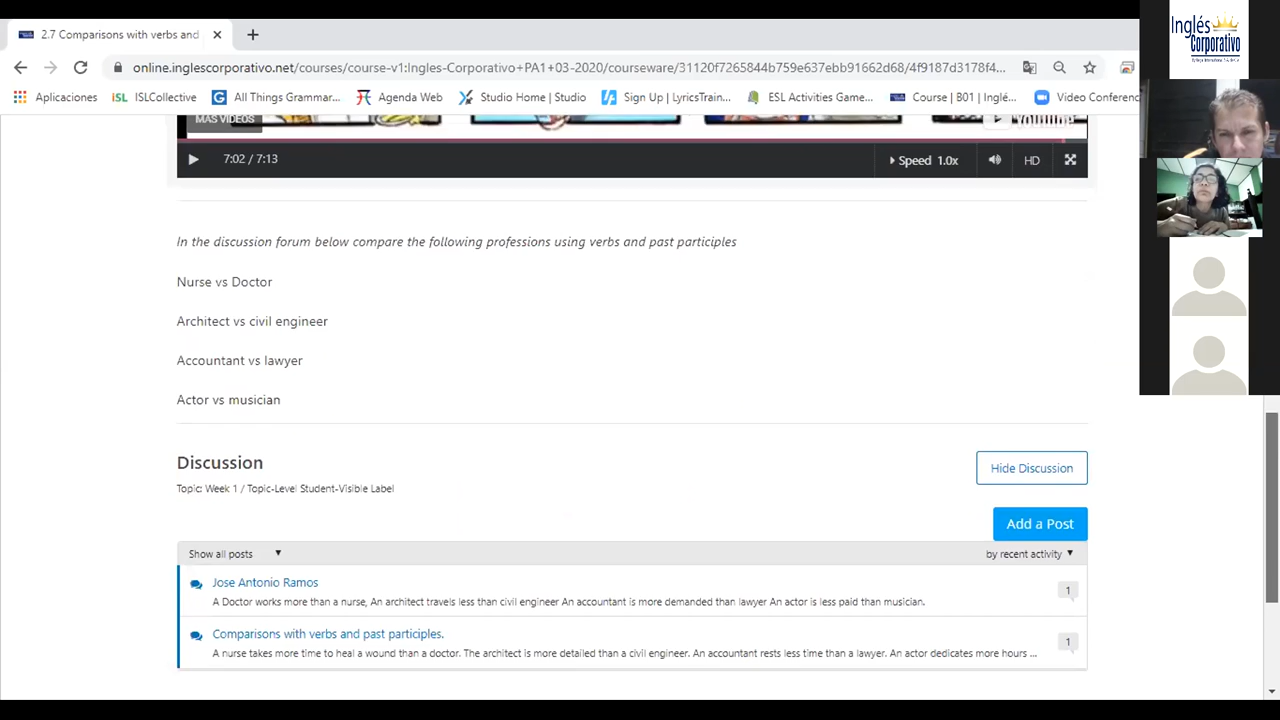 2.7 Comparisons with verbs and
online.inglescorporativo.net/courses/course-v1:Ingles-Corporativo+PA1+03-2020/courseware/31120f7265844b759e637ebb91662d68/4f9187d3178f4...
Aplicaciones
iSL ISLCollective
G All Things Grammar...
Agenda Web
Studio Home | Studio
Sign Up | LyricsTrain...
ESL Activities Game...
Course | B01 | Inglé...
Video Conferenc
Inglés
Corporativo
MÁS VIDEOS
YouTube
7:02 / 7:13
Speed 1.0x
HD
In the discussion forum below compare the following professions using verbs and past participles
Nurse vs Doctor
Architect vs civil engineer
Accountant vs lawyer
Actor vs musician
Discussion
Hide Discussion
Topic: Week 1 / Topic-Level Student-Visible Label
Add a Post
Show all posts
by recent activity
Jose Antonio Ramos
1
A Doctor works more than a nurse, An architect travels less than civil engineer An accountant is more demanded than lawyer An actor is less paid than musician.
Comparisons with verbs and past participles.
1
A nurse takes more time to heal a wound than a doctor. The architect is more detailed than a civil engineer. An accountant rests less time than a lawyer. An actor dedicates more hours ...